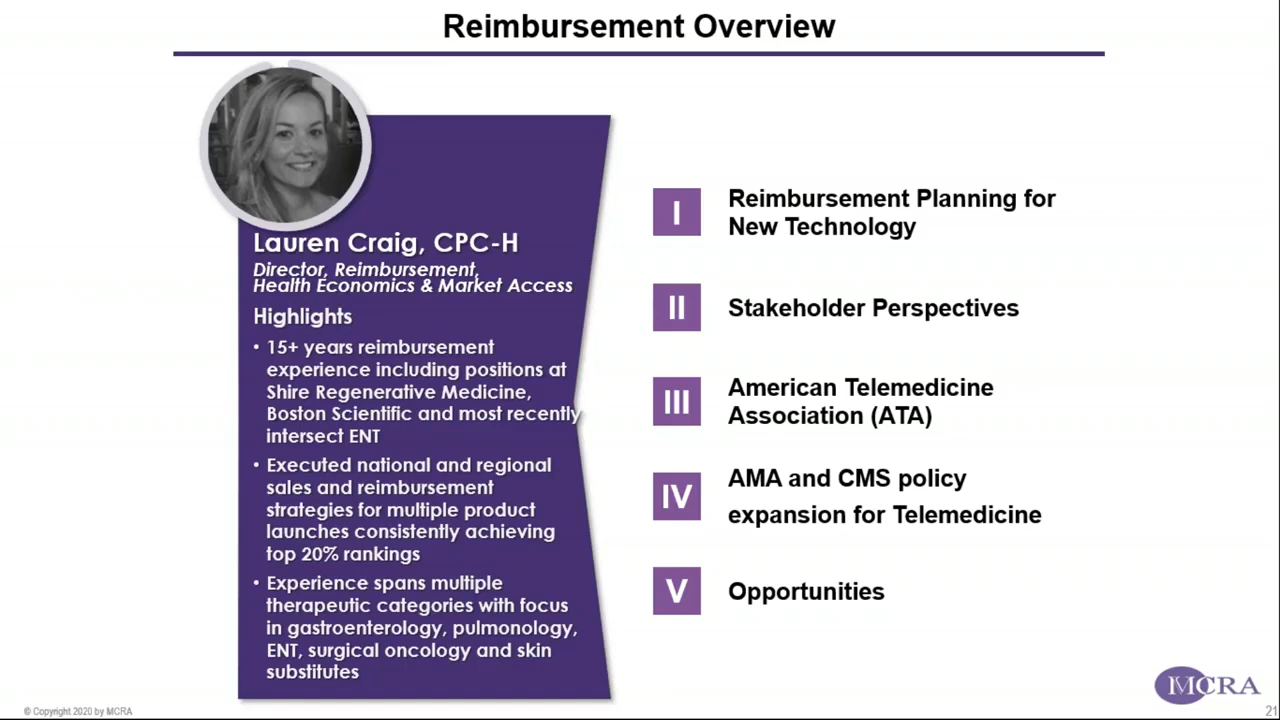 Reimbursement Overview
Lauren Craig, CPC-H
Director, Reimbursement,
Health Economics & Market Access
Highlights
• 15+ years reimbursement
experience including positions at
Shire Regenerative Medicine,
Boston Scientific and most recently
intersect ENT
• Executed national and regional
sales and reimbursement
strategies for multiple product
launches consistently achieving
top 20% rankings
• Experience spans multiple
therapeutic categories with focus
in gastroenterology, pulmonology,
ENT, surgical oncology and skin
substitutes
I
Reimbursement Planning for
New Technology
II
Stakeholder Perspectives
III
American Telemedicine
Association (ATA)
IV
AMA and CMS policy
expansion for Telemedicine
V
Opportunities
MCRA
© Copyright 2020 by MCRA
21